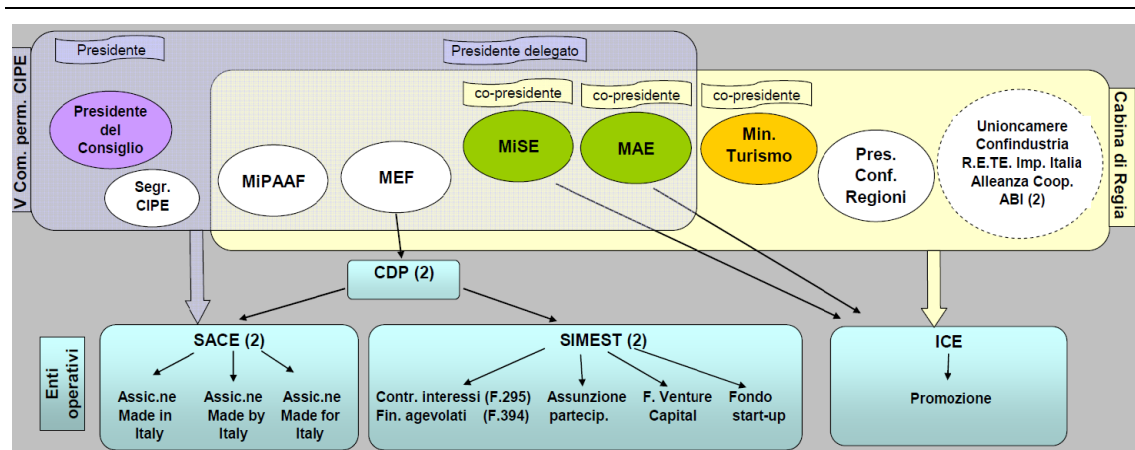 Presidente
Presidente delegato
V Com. perm. CIPE
Cabina di Regia
co-presidente
co-presidente
co-presidente
Presidente
del
Consiglio
Segr.
CIPE
MiPAAF
MEF
MiSE
MAE
Min.
Turismo
Pres.
Conf.
Regioni
Unioncamere
Confindustria
R.E.TE. Imp. Italia
Alleanza Coop.
ABI (2)
CDP (2)
Enti
operativi
SACE (2)
Assic.ne
Made in
Italy
Assic.ne
Made by
Italy
Assic.ne
Made for
Italy
SIMEST (2)
Contr. interessi (F.295)
Fin. agevolati (F.394)
Assunzione
partecip.
F. Venture
Capital
Fondo
start-up
ICE
Promozione